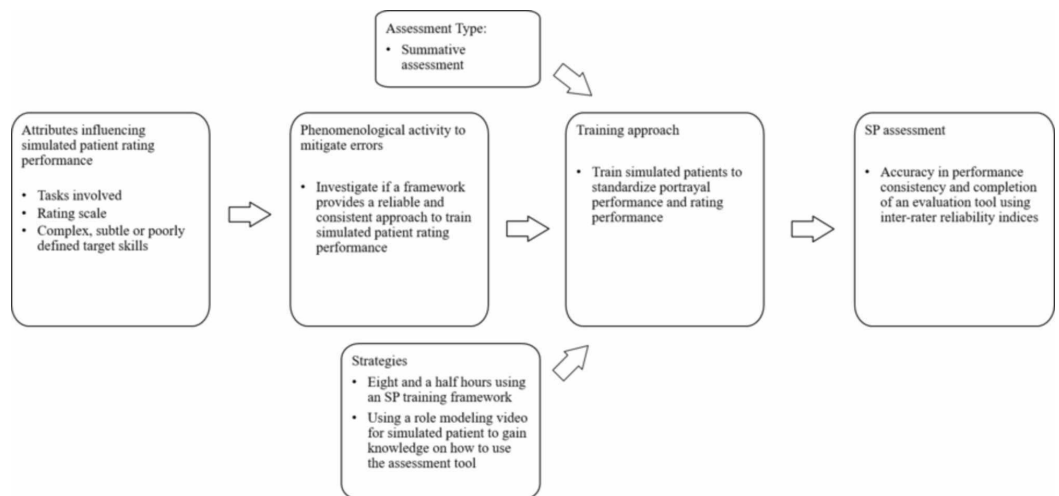 Assessment Type:
• Summative
assessment
Attributes influencing
simulated patient rating
performance
• Tasks involved
• Rating scale
• Complex, subtle or poorly
defined target skills
Phenomenological activity to
mitigate errors
• Investigate if a framework
provides a reliable and
consistent approach to train
simulated patient rating
performance
Training approach
• Train simulated patients to
standardize portrayal
performance and rating
performance
SP assessment
• Accuracy in performance
consistency and completion
of an evaluation tool using
inter-rater reliability indices
Strategies
• Eight and a half hours using
an SP training framework
• Using a role modeling video
for simulated patient to gain
knowledge on how to use
the assessment tool